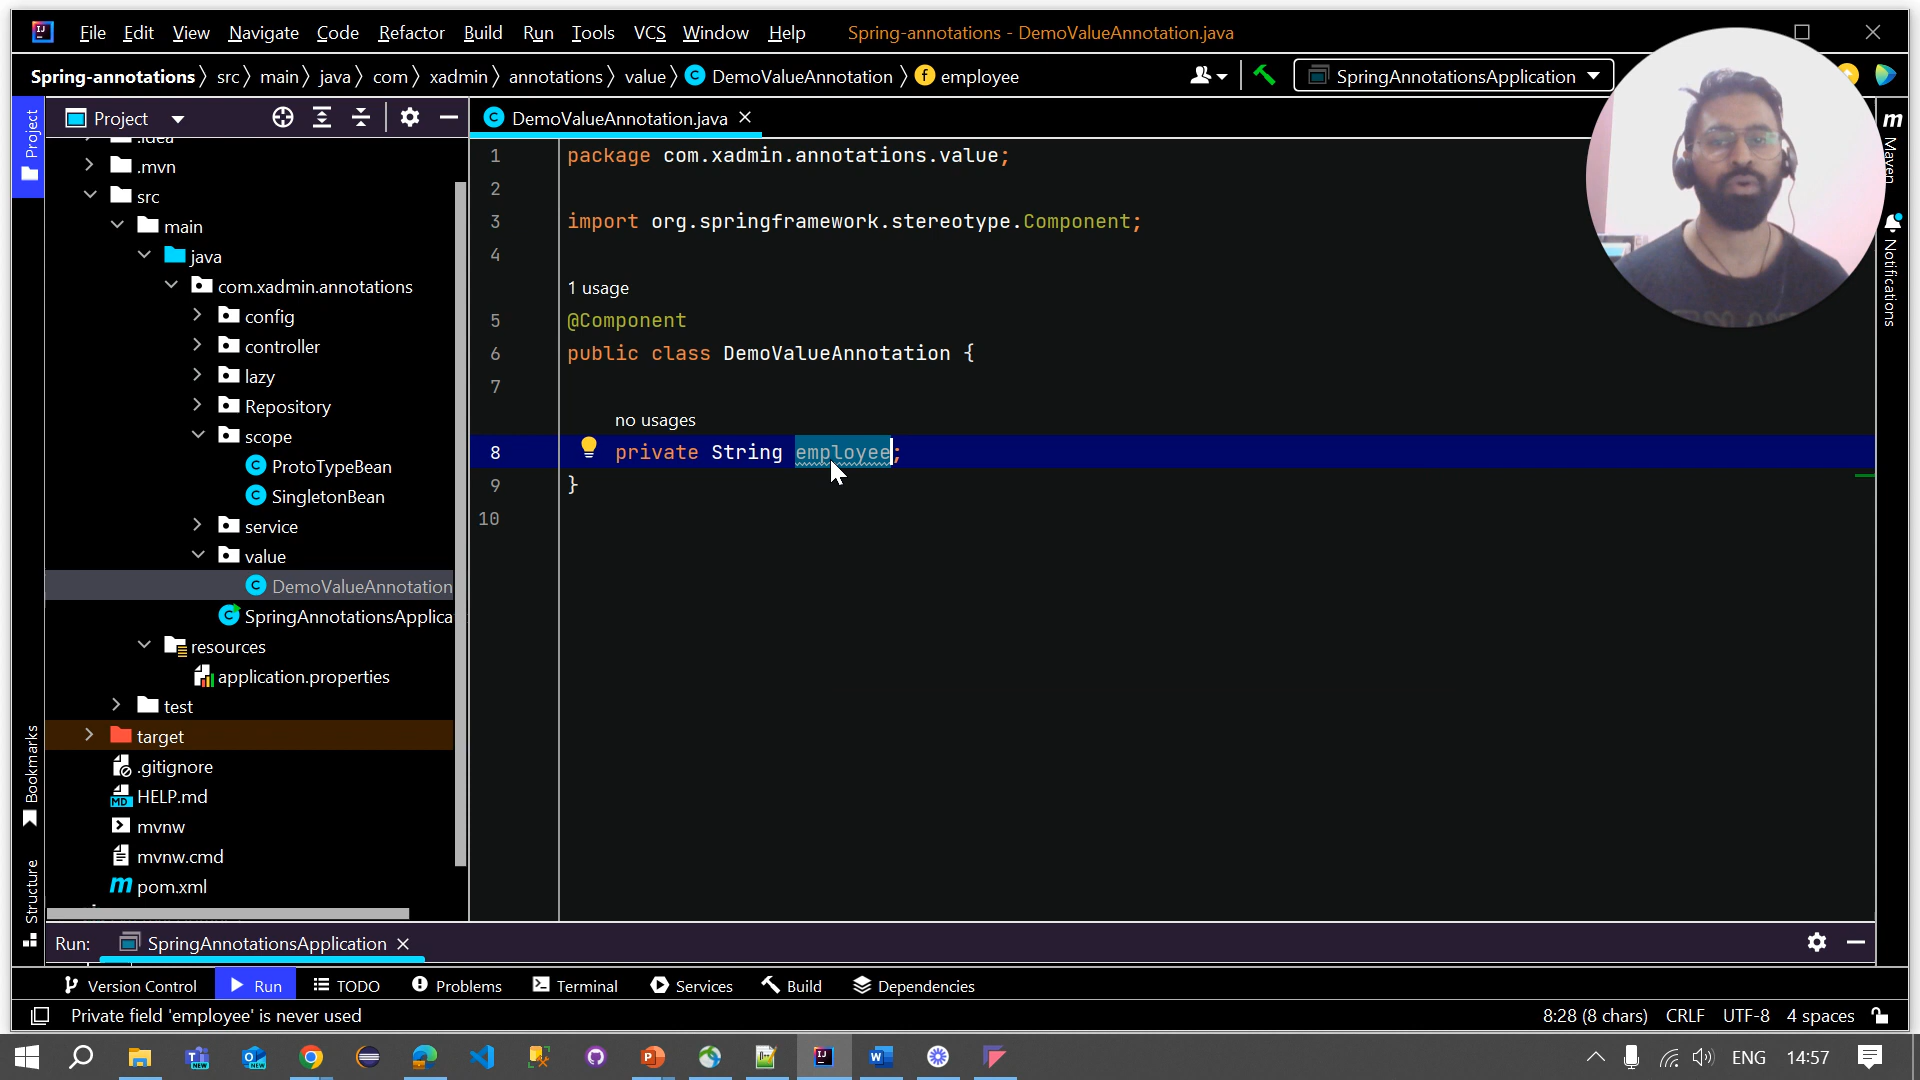 File Edit View Navigate Code Refactor Build Run Tools VCS Window Help Spring-annotations - DemoValueAnnotation.java
Spring-annotations src main java com xadmin annotations value DemoValueAnnotation employee SpringAnnotationsApplication
Project
Project
DemoValueAnnotation.java
Maven
Notifications
.idea
.mvn
src
main
java
com.xadmin.annotations
config
controller
lazy
Repository
scope
ProtoTypeBean
SingletonBean
service
value
DemoValueAnnotation
SpringAnnotationsApplica
resources
application.properties
test
target
.gitignore
HELP.md
mvnw
mvnw.cmd
pom.xml
1 package com.xadmin.annotations.value;
2
3 import org.springframework.stereotype.Component;
4
1 usage
5 @Component
6 public class DemoValueAnnotation {
7
no usages
8 private String employee;
9 }
10
Bookmarks
Structure
Run: SpringAnnotationsApplication
Version Control Run TODO Problems Terminal Services Build Dependencies
Private field 'employee' is never used 8:28 (8 chars) CRLF UTF-8 4 spaces
ENG 14:57